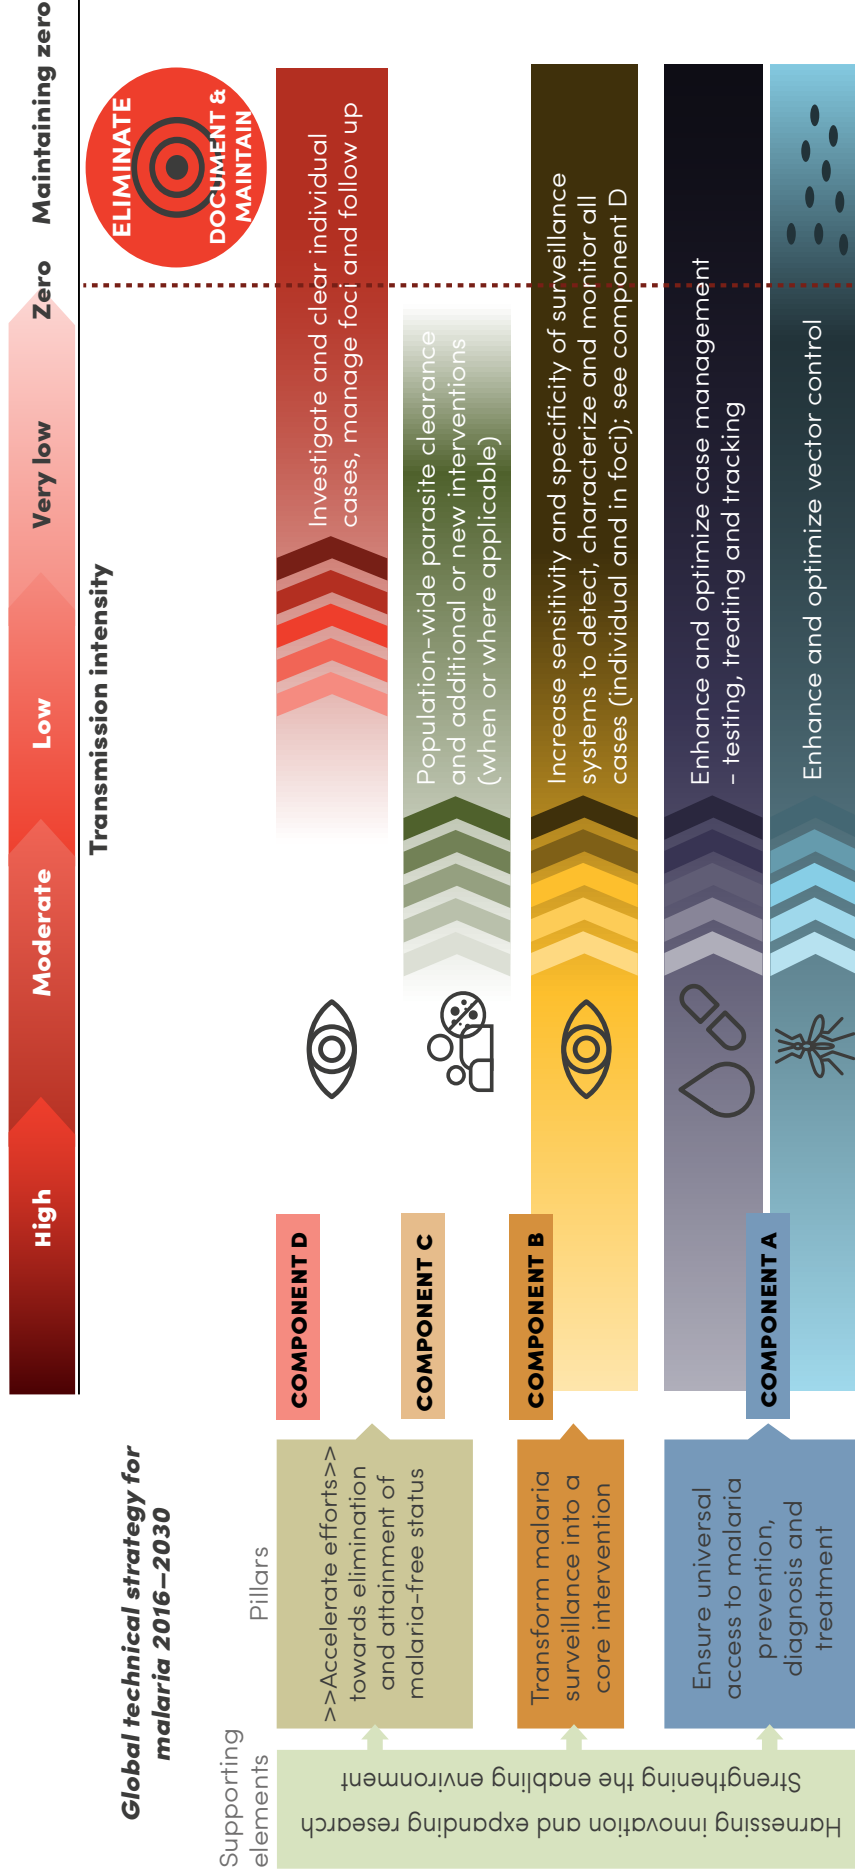 High
Moderate
Low
Very low
Zero
Maintaining zero
Transmission intensity
Global technical strategy for
malaria 2016–2030
ELIMINATE
DOCUMENT &
MAINTAIN
Supporting
elements
Pillars
Harnessing innovation and expanding research
Strengthening the enabling environment
>>Accelerate efforts>>
towards elimination
and attainment of
malaria-free status
COMPONENT D
Investigate and clear individual
cases, manage foci and follow up
COMPONENT C
Population-wide parasite clearance
and additional or new interventions
(when or where applicable)
Transform malaria
surveillance into a
core intervention
COMPONENT B
Increase sensitivity and specificity of surveillance
systems to detect, characterize and monitor all
cases (individual and in foci); see component D
Ensure universal
access to malaria
prevention,
diagnosis and
treatment
COMPONENT A
Enhance and optimize case management
– testing, treating and tracking
Enhance and optimize vector control